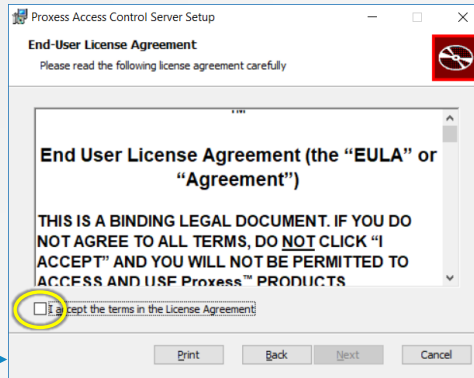 Proxess Access Control Server Setup
End-User License Agreement
Please read the following license agreement carefully
End User License Agreement (the “EULA” or
“Agreement”)
THIS IS A BINDING LEGAL DOCUMENT. IF YOU DO
NOT AGREE TO ALL TERMS, DO NOT CLICK “I
ACCEPT” AND YOU WILL NOT BE PERMITTED TO
ACCESS AND USE Proxess™ PRODUCTS
I accept the terms in the License Agreement
Print Back Next Cancel